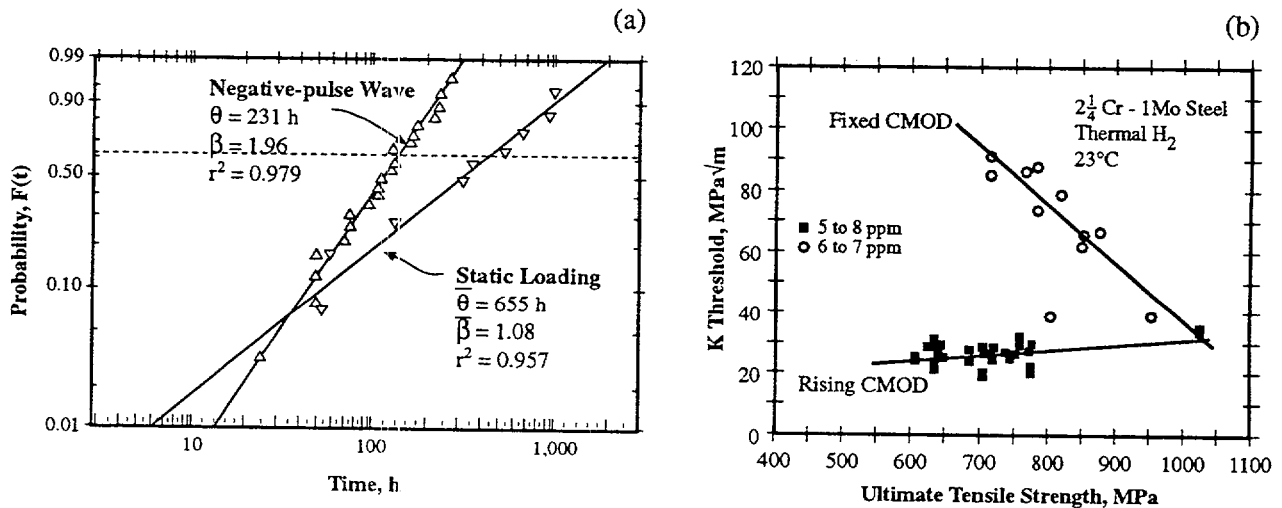 (a)
Probability, F(t)
0.99
0.90
0.50
0.10
0.01
Negative-pulse Wave
θ = 231 h
β = 1.96
r² = 0.979
Static Loading
θ = 655 h
β = 1.08
r² = 0.957
10
100
1,000
Time, h
(b)
K Threshold, MPa√m
120
100
80
60
40
20
0
Fixed CMOD
2¼ Cr - 1Mo Steel
Thermal H₂
23°C
■ 5 to 8 ppm
○ 6 to 7 ppm
Rising CMOD
400
500
600
700
800
900
1000
1100
Ultimate Tensile Strength, MPa